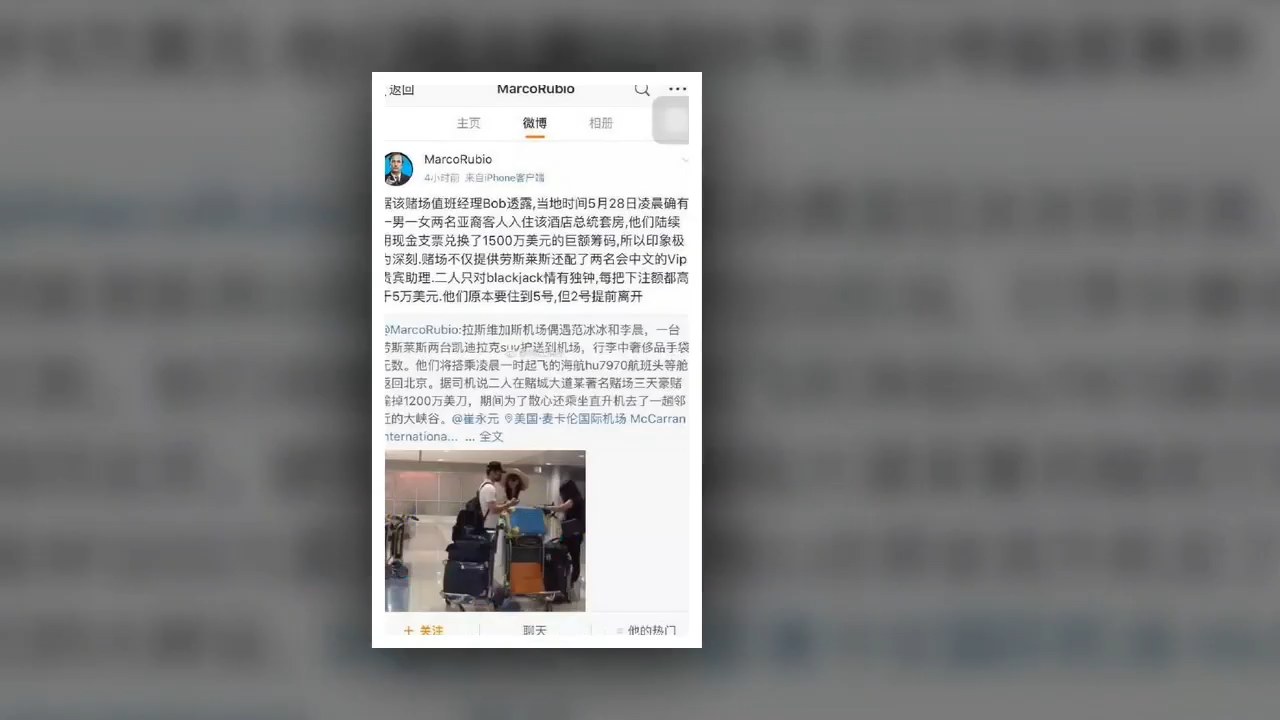 返回 MarcoRubio
主页 微博 相册
MarcoRubio
4小时前 来自iPhone客户端
该赌场值班经理Bob透露,当地时间5月28日凌晨确有
一男一女两名亚裔客人入住该酒店总统套房,他们陆续
现金支票兑换了1500万美元的巨额筹码,所以印象极
深刻.赌场不仅提供劳斯莱斯还配了两名会中文的Vip
贵宾助理.二人只对blackjack情有独钟,每把下注额都高
于5万美元.他们原本要住到5号,但2号提前离开
@MarcoRubio:拉斯维加斯机场偶遇范冰冰和李晨，一台
劳斯莱斯两台凯迪拉克suv护送到机场，行李中奢侈品手袋
无数。他们将搭乘凌晨一时起飞的海航hu7970航班头等舱
返回北京。据司机说二人在赌城大道某著名赌场三天豪赌
输掉1200万美刀，期间为了散心还乘坐直升机去了一趟邻
近的大峡谷。@崔永元 美国·麦卡伦国际机场 McCarran
nternationa... ... 全文
+ 关注 聊天 他的热门